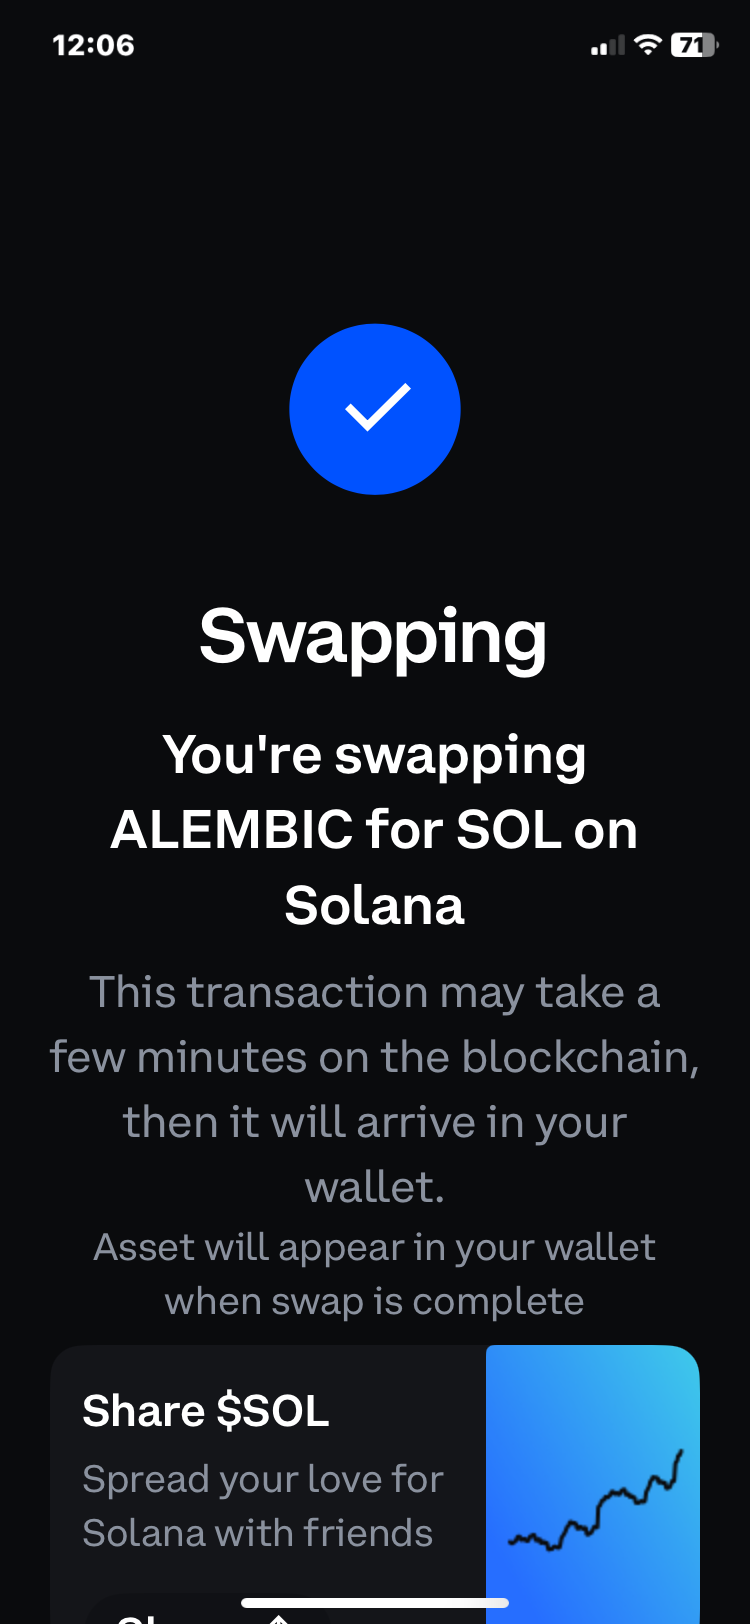 12:06
71
Swapping
You're swapping
ALEMBIC for SOL on
Solana
This transaction may take a
few minutes on the blockchain,
then it will arrive in your
wallet.
Asset will appear in your wallet
when swap is complete
Share $SOL
Spread your love for
Solana with friends